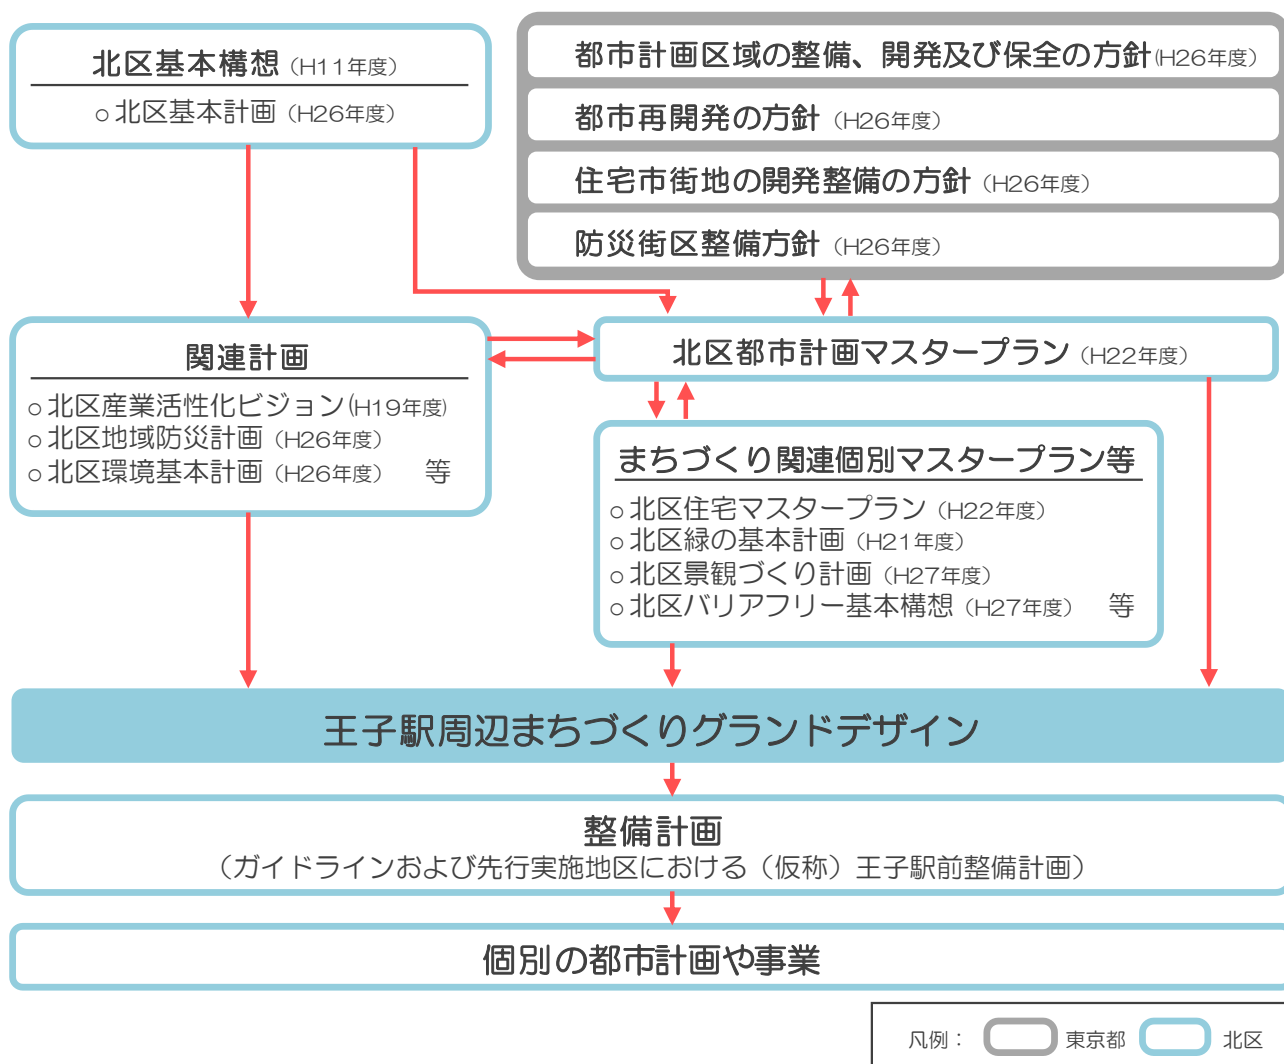 北区基本構想（H11年度）
○北区基本計画（H26年度）
都市計画区域の整備、開発及び保全の方針(H26年度）
都市再開発の方針（H26年度）
住宅市街地の開発整備の方針（H26年度）
防災街区整備方針（H26年度）
関連計画
○北区産業活性化ビジョン(H19年度)
○北区地域防災計画（H26年度）
○北区環境基本計画（H26年度）　等
北区都市計画マスタープラン（H22年度）
まちづくり関連個別マスタープラン等
○北区住宅マスタープラン（H22年度）
○北区緑の基本計画（H21年度）
○北区景観づくり計画（H27年度）
○北区バリアフリー基本構想（H27年度）　等
王子駅周辺まちづくりグランドデザイン
整備計画
（ガイドラインおよび先行実施地区における（仮称）王子駅前整備計画）
個別の都市計画や事業
凡例： 東京都 北区